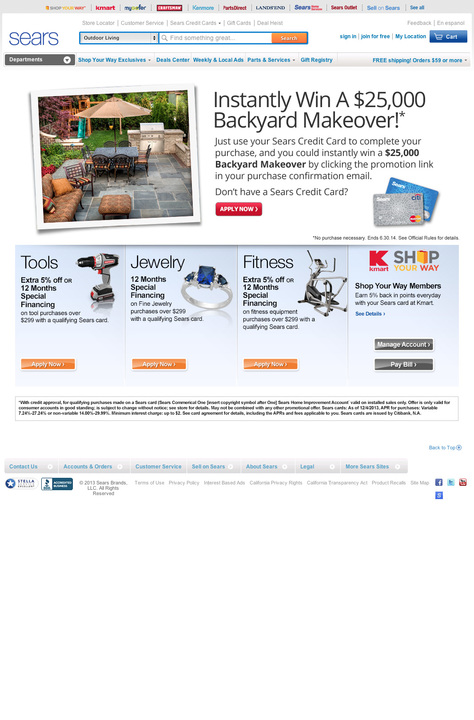 SHOP YOUR WAY kmart mygofer CRAFTSMAN Kenmore PartsDirect LANDS'END Sears Sears Outlet Sell on Sears See all
Store Locator | Customer Service | Sears Credit Cards | Gift Cards | Deal Heist
Feedback | En espanol
sears
Outdoor Living
Find something great...
Search
sign in | join for free | My Location
Cart
Departments
Shop Your Way Exclusives Deals Center Weekly & Local Ads Parts & Services Gift Registry
FREE shipping! Orders $59 or more
Instantly Win A $25,000
Backyard Makeover!*
Just use your Sears Credit Card to complete your
purchase, and you could instantly win a $25,000
Backyard Makeover by clicking the promotion link
in your purchase confirmation email.
Don't have a Sears Credit Card?
APPLY NOW ›
*No purchase necessary. Ends 6.30.14. See Official Rules for details.
Tools
Extra 5% off OR
12 Months
Special
Financing
on tool purchases over
$299 with a qualifying Sears card.
Apply Now ›
Jewelry
12 Months
Special
Financing
on Fine Jewelry
purchases over $299
with a qualifying Sears card.
Apply Now ›
Fitness
Extra 5% off OR
12 Months
Special
Financing
on fitness equipment
purchases over $299 with a
qualifying Sears card.
Apply Now ›
kmart
SHOP
YOUR WAY
Shop Your Way Members
Earn 5% back in points everyday
with your Sears card at Kmart.
See Details ›
Manage Account ›
Pay Bill ›
*With credit approval, for qualifying purchases made on a Sears card (Sears Commerical One [insert copyright symbol after One] Sears Home Improvement Account valid on installed sales only. Offer is only valid for
consumer accounts in good standing; is subject to change without notice; see store for details. May not be combined with any other promotional offer. Sears cards: As of 12/4/2013, APR for purchases: Variable
7.24%-27.24% or non-variable 14.00%-29.99%. Minimum interest charge: up to $2. See card agreement for details, including the APRs and fees applicable to you. Sears cards are issued by Citibank, N.A.
Back to Top
Contact Us
Accounts & Orders
Customer Service
Sell on Sears
About Sears
Legal
More Sears Sites
STELLA
ACCREDITED
BUSINESS
© 2013 Sears Brands,
LLC. All Rights
Reserved
Terms of Use Privacy Policy Interest Based Ads California Privacy Rights California Transparency Act Product Recalls Site Map